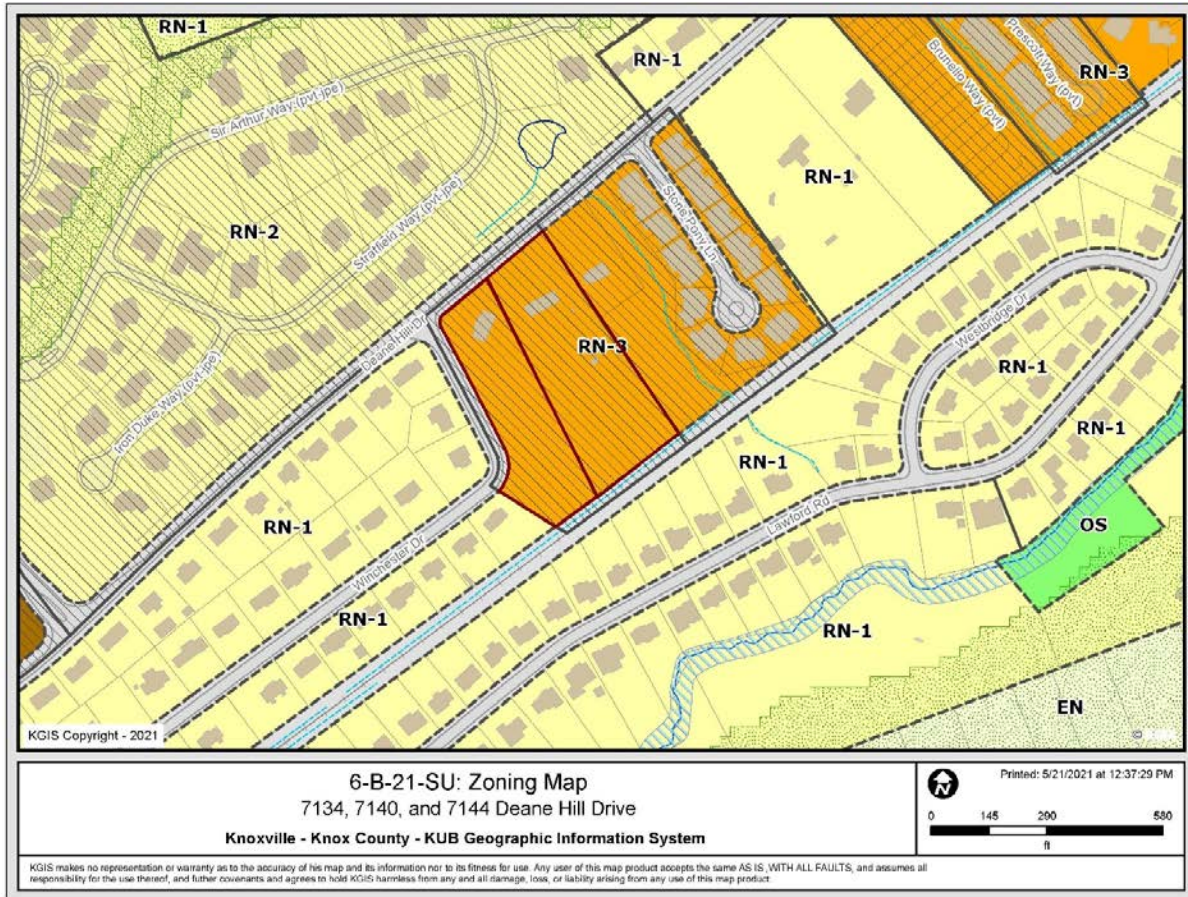 RN-1
RN-1
RN-3
Prescott Way (pvt)
Brunello Way (pvt)
Sir Arthur Way (pvt-jpe)
RN-1
Stone Pony Ln
RN-2
Stratfield Way (pvt-jpe)
Westbridge Dr
Deane Hill Dr
RN-3
RN-1
Iron Duke Way (pvt-jpe)
RN-1
RN-1
RN-1
Lawford Rd
OS
Winchester Dr
RN-1
RN-1
EN
KGIS Copyright - 2021
6-B-21-SU: Zoning Map
7134, 7140, and 7144 Deane Hill Drive
Knoxville - Knox County - KUB Geographic Information System
N
Printed: 5/21/2021 at 12:37:29 PM
0 145 290 580
ft
KGIS makes no representation or warranty as to the accuracy of his map and its information nor to its fitness for use. Any user of this map product accepts the same AS IS ,WITH ALL FAULTS, and assumes all
responsibility for the use thereof, and futher covenants and agrees to hold KGIS harmless from any and all damage, loss, or liability arising from any use of this map product.